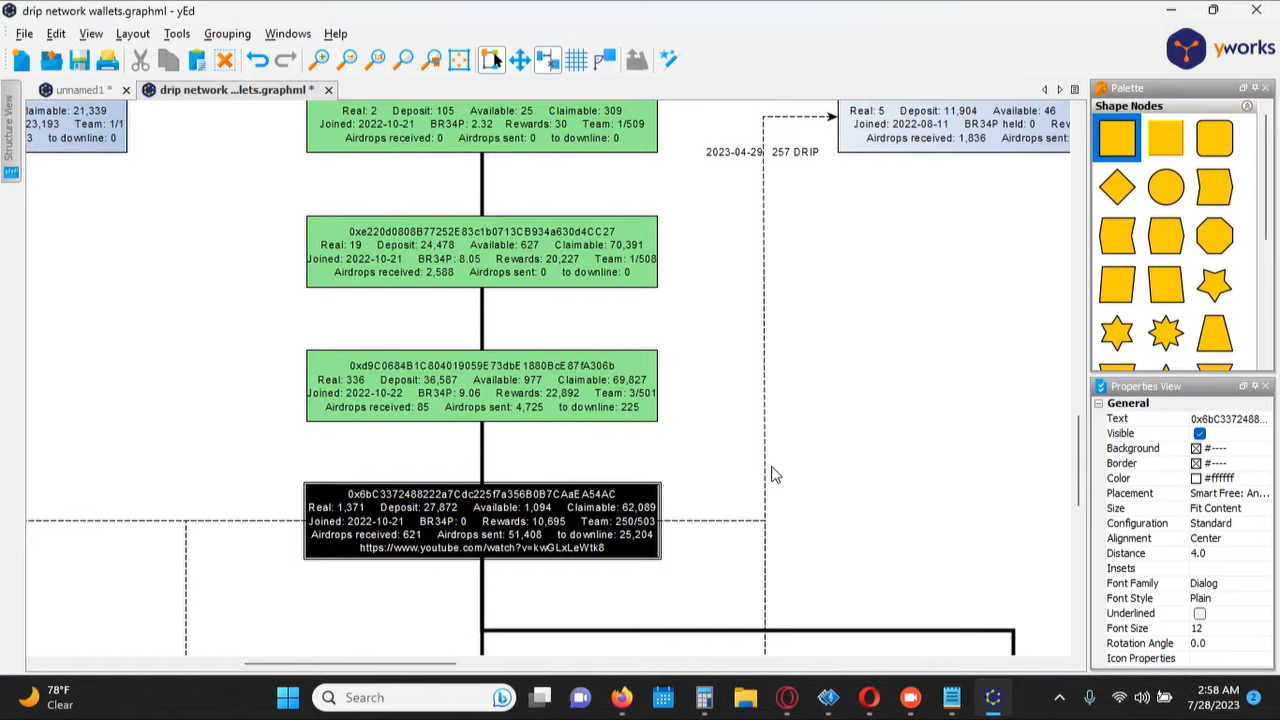 drip network wallets.graphml - yEd
File Edit View Layout Tools Grouping Windows Help
yworks
Structure View
unnamed1 *
drip network ...lets.graphml *
laimable: 21,339
23,193 Team: 1/1
3 to downline: 0
Real: 2 Deposit: 105 Available: 25 Claimable: 309
Joined: 2022-10-21 BR34P: 2.32 Rewards: 30 Team: 1/509
Airdrops received: 0 Airdrops sent: 0 to downline: 0
2023-04-29 257 DRIP
Real: 5 Deposit: 11,904 Available: 46
Joined: 2022-08-11 BR34P held: 0 Rew
Airdrops received: 1,836 Airdrops sent:
0xe220d0808B77252E83c1b0713CB934a630d4CC27
Real: 19 Deposit: 24,478 Available: 627 Claimable: 70,391
Joined: 2022-10-21 BR34P: 8.05 Rewards: 20,227 Team: 1/508
Airdrops received: 2,588 Airdrops sent: 0 to downline: 0
0xd9C0684B1C804019059E73dbE1880BcE87fA306b
Real: 336 Deposit: 36,587 Available: 977 Claimable: 69,827
Joined: 2022-10-22 BR34P: 9.06 Rewards: 22,892 Team: 3/501
Airdrops received: 85 Airdrops sent: 4,725 to downline: 225
0x6bC3372488222a7Cdc225f7a356B0B7CAaEA54AC
Real: 1,371 Deposit: 27,872 Available: 1,094 Claimable: 62,089
Joined: 2022-10-21 BR34P: 0 Rewards: 10,695 Team: 250/503
Airdrops received: 621 Airdrops sent: 51,408 to downline: 25,204
https://www.youtube.com/watch?v=kwGLxLeWtk8
Palette
Shape Nodes
Properties View
General
Text 0x6bC3372488...
Visible
Background #----
Border #----
Color #ffffff
Placement Smart Free: An...
Size Fit Content
Configuration Standard
Alignment Center
Distance 4.0
Insets
Font Family Dialog
Font Style Plain
Underlined
Font Size 12
Rotation Angle 0.0
Icon Properties
78°F
Clear
Search
2:58 AM
7/28/2023
2